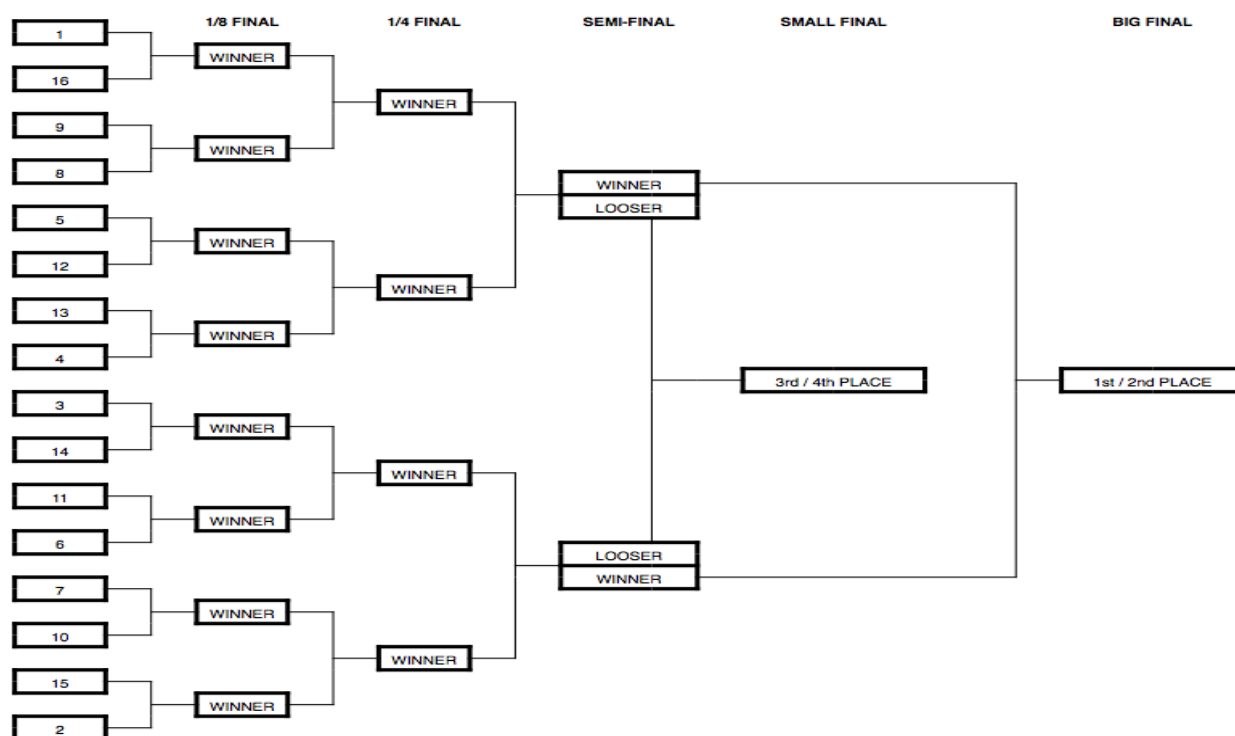 1/8 FINAL 1/4 FINAL SEMI-FINAL SMALL FINAL BIG FINAL
1
WINNER
16
WINNER
9
WINNER
8
WINNER
LOOSER
5
WINNER
12
WINNER
13
WINNER
4
3rd / 4th PLACE 1st / 2nd PLACE
3
WINNER
14
WINNER
11
WINNER
6
LOOSER
WINNER
7
WINNER
10
WINNER
15
WINNER
2